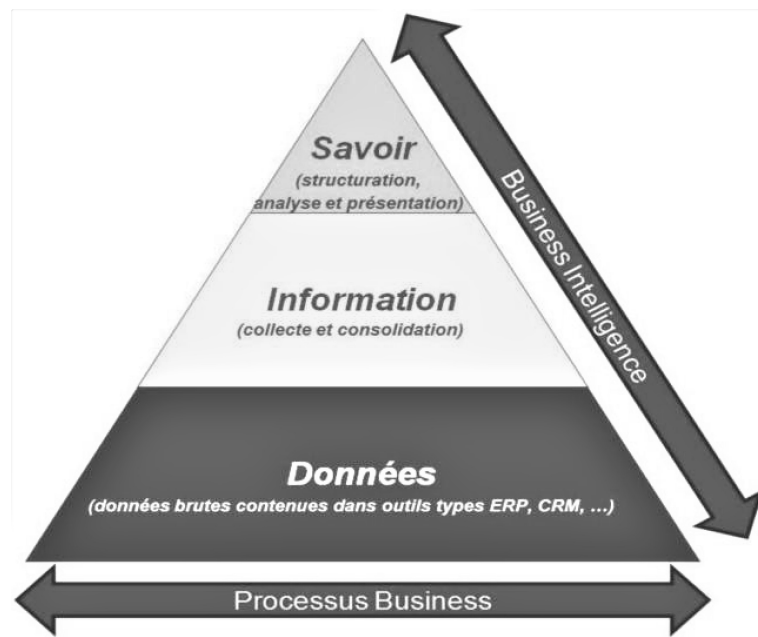 Savoir
(structuration,
analyse et présentation)
Information
(collecte et consolidation)
Données
(données brutes contenues dans outils types ERP, CRM, ...)
Business Intelligence
Processus Business